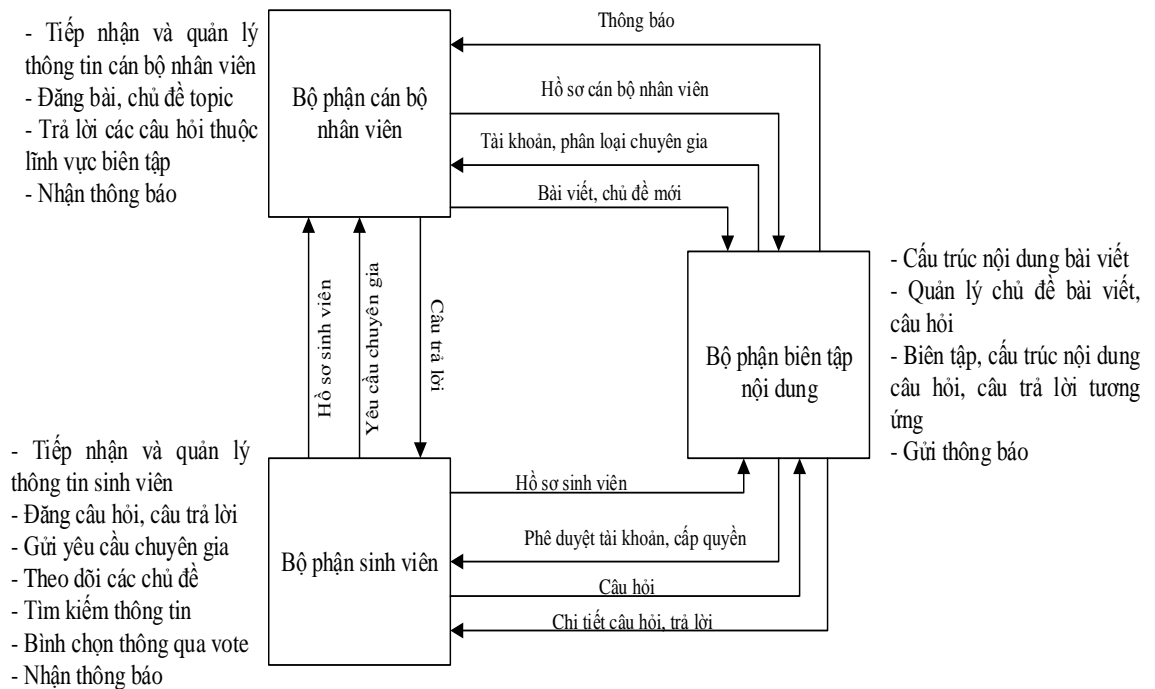 - Tiếp nhận và quản lý
thông tin cán bộ nhân viên
- Đăng bài, chủ đề topic
- Trả lời các câu hỏi thuộc
lĩnh vực biên tập
- Nhận thông báo
Bộ phận cán bộ
nhân viên
Thông báo
Hồ sơ cán bộ nhân viên
Tài khoản, phân loại chuyên gia
Bài viết, chủ đề mới
Hồ sơ sinh viên
Yêu cầu chuyên gia
Câu trả lời
Bộ phận biên tập
nội dung
- Cấu trúc nội dung bài viết
- Quản lý chủ đề bài viết,
câu hỏi
- Biên tập, cấu trúc nội dung
câu hỏi, câu trả lời tương
ứng
- Gửi thông báo
- Tiếp nhận và quản lý
thông tin sinh viên
- Đăng câu hỏi, câu trả lời
- Gửi yêu cầu chuyên gia
- Theo dõi các chủ đề
- Tìm kiếm thông tin
- Bình chọn thông qua vote
- Nhận thông báo
Bộ phận sinh viên
Hồ sơ sinh viên
Phê duyệt tài khoản, cấp quyền
Câu hỏi
Chi tiết câu hỏi, trả lời